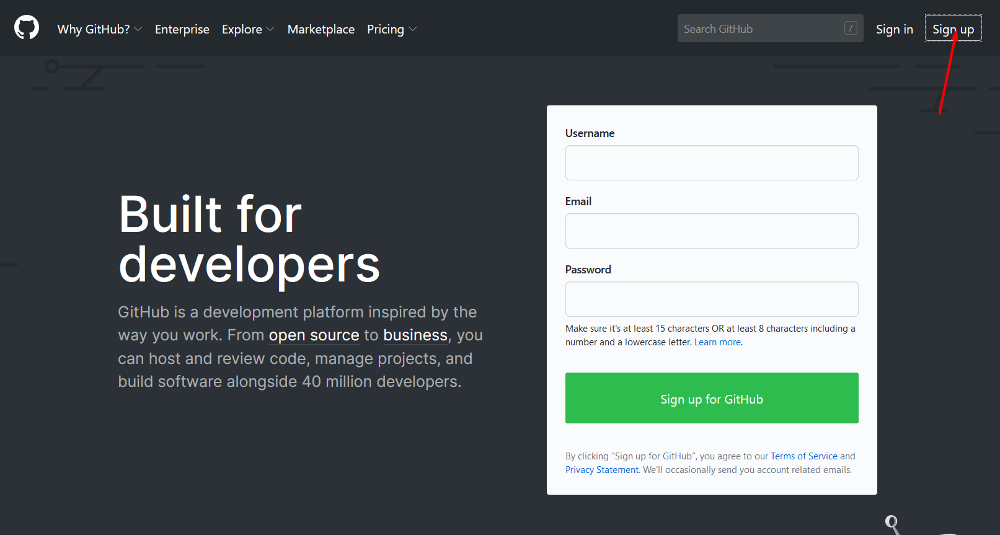 Why GitHub? Enterprise Explore Marketplace Pricing Search GitHub / Sign in Sign up
Built for
developers
GitHub is a development platform inspired by the
way you work. From open source to business, you
can host and review code, manage projects, and
build software alongside 40 million developers.
Username
Email
Password
Make sure it's at least 15 characters OR at least 8 characters including a
number and a lowercase letter. Learn more.
Sign up for GitHub
By clicking “Sign up for GitHub”, you agree to our Terms of Service and
Privacy Statement. We’ll occasionally send you account related emails.